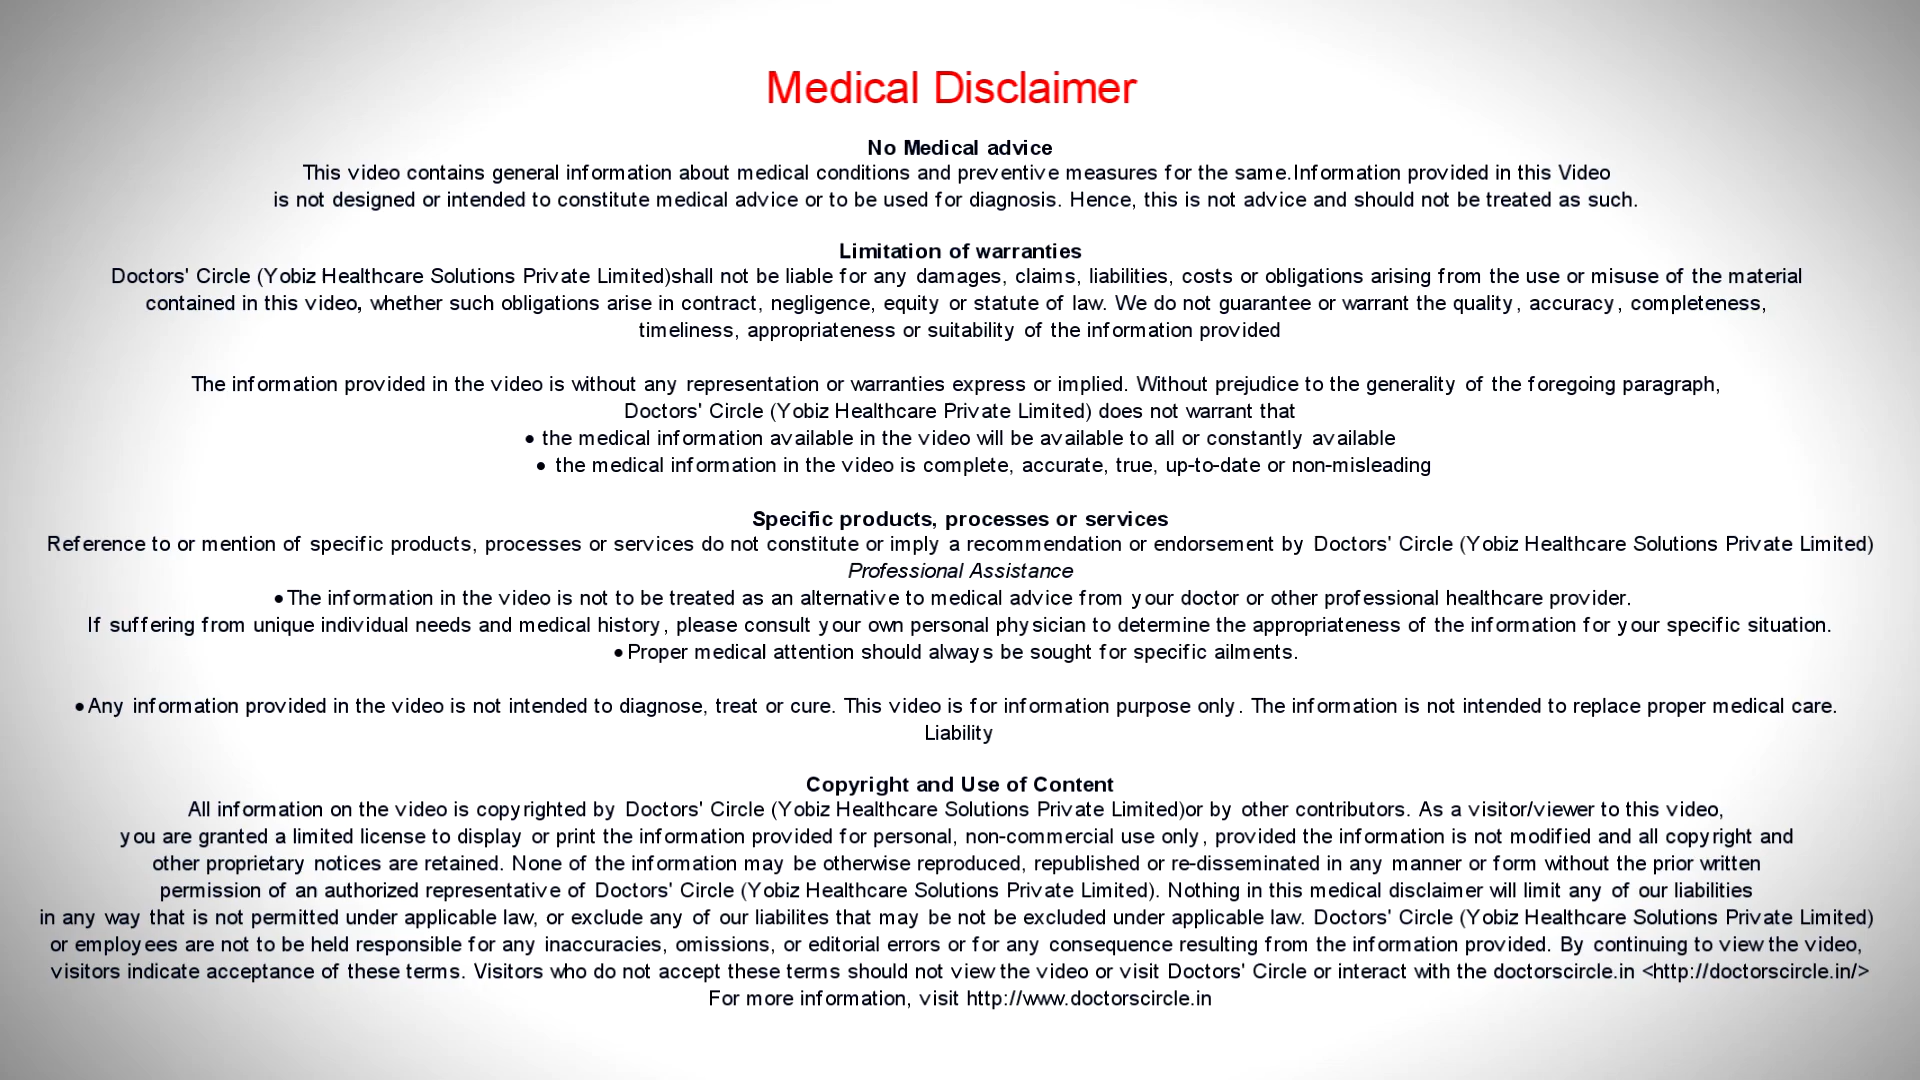 Medical Disclaimer
No Medical advice
This video contains general information about medical conditions and preventive measures for the same.Information provided in this Video
is not designed or intended to constitute medical advice or to be used for diagnosis. Hence, this is not advice and should not be treated as such.
Limitation of warranties
Doctors' Circle (Yobiz Healthcare Solutions Private Limited)shall not be liable for any damages, claims, liabilities, costs or obligations arising from the use or misuse of the material
contained in this video, whether such obligations arise in contract, negligence, equity or statute of law. We do not guarantee or warrant the quality, accuracy, completeness,
timeliness, appropriateness or suitability of the information provided
The information provided in the video is without any representation or warranties express or implied. Without prejudice to the generality of the foregoing paragraph,
Doctors' Circle (Yobiz Healthcare Private Limited) does not warrant that
• the medical information available in the video will be available to all or constantly available
• the medical information in the video is complete, accurate, true, up-to-date or non-misleading
Specific products, processes or services
Reference to or mention of specific products, processes or services do not constitute or imply a recommendation or endorsement by Doctors' Circle (Yobiz Healthcare Solutions Private Limited)
Professional Assistance
•The information in the video is not to be treated as an alternative to medical advice from your doctor or other professional healthcare provider.
If suffering from unique individual needs and medical history, please consult your own personal physician to determine the appropriateness of the information for your specific situation.
•Proper medical attention should always be sought for specific ailments.
•Any information provided in the video is not intended to diagnose, treat or cure. This video is for information purpose only. The information is not intended to replace proper medical care.
Liability
Copyright and Use of Content
All information on the video is copyrighted by Doctors' Circle (Yobiz Healthcare Solutions Private Limited)or by other contributors. As a visitor/viewer to this video,
you are granted a limited license to display or print the information provided for personal, non-commercial use only, provided the information is not modified and all copyright and
other proprietary notices are retained. None of the information may be otherwise reproduced, republished or re-disseminated in any manner or form without the prior written
permission of an authorized representative of Doctors' Circle (Yobiz Healthcare Solutions Private Limited). Nothing in this medical disclaimer will limit any of our liabilities
in any way that is not permitted under applicable law, or exclude any of our liabilites that may be not be excluded under applicable law. Doctors' Circle (Yobiz Healthcare Solutions Private Limited)
or employees are not to be held responsible for any inaccuracies, omissions, or editorial errors or for any consequence resulting from the information provided. By continuing to view the video,
visitors indicate acceptance of these terms. Visitors who do not accept these terms should not view the video or visit Doctors' Circle or interact with the doctorscircle.in <http://doctorscircle.in/>
For more information, visit http://www.doctorscircle.in